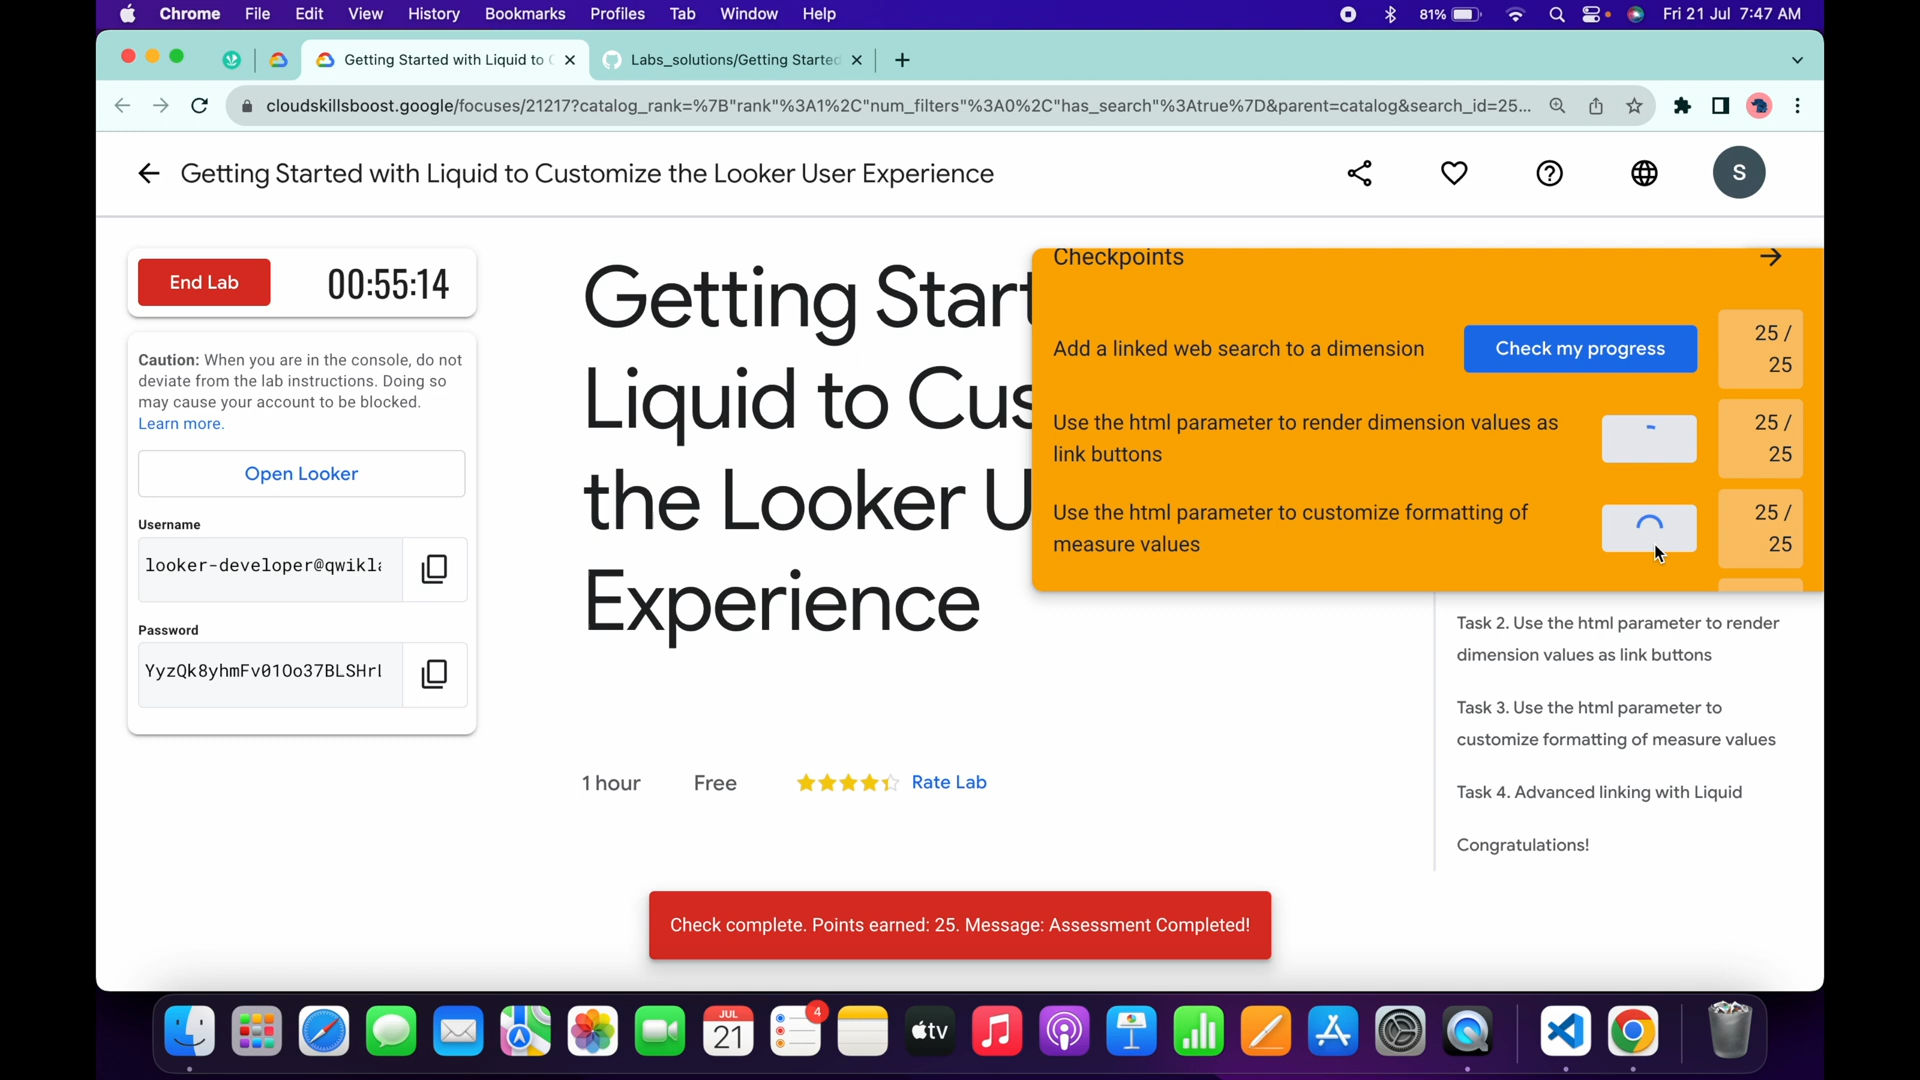 Chrome File Edit View History Bookmarks Profiles Tab Window Help 81% Fri 21 Jul 7:47 AM
Getting Started with Liquid to C Labs_solutions/Getting Started
cloudskillsboost.google/focuses/21217?catalog_rank=%7B"rank"%3A1%2C"num_filters"%3A0%2C"has_search"%3Atrue%7D&parent=catalog&search_id=25...
Getting Started with Liquid to Customize the Looker User Experience
S
End Lab 00:55:14
Caution: When you are in the console, do not
deviate from the lab instructions. Doing so
may cause your account to be blocked.
Learn more.
Open Looker
Username
looker-developer@qwikla
Password
YyzQk8yhmFv01Oo37BLSHrL
Getting Start
Liquid to Cus
the Looker U
Experience
1 hour Free Rate Lab
Checkpoints
Add a linked web search to a dimension
Check my progress
25 /
25
Use the html parameter to render dimension values as
link buttons
25 /
25
Use the html parameter to customize formatting of
measure values
25 /
25
Task 2. Use the html parameter to render
dimension values as link buttons
Task 3. Use the html parameter to
customize formatting of measure values
Task 4. Advanced linking with Liquid
Congratulations!
Check complete. Points earned: 25. Message: Assessment Completed!
JUL
21
4
tv